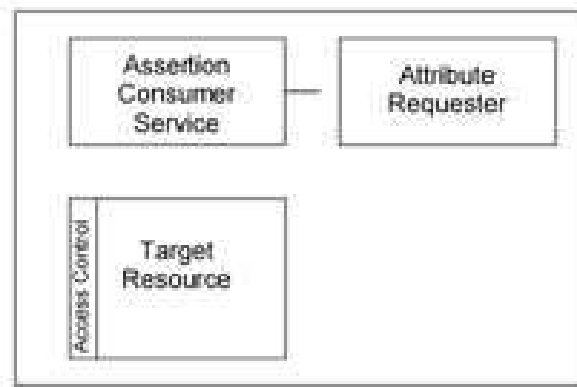 Assertion
Consumer
Service
Attribute
Requester
Access Control
Target
Resource